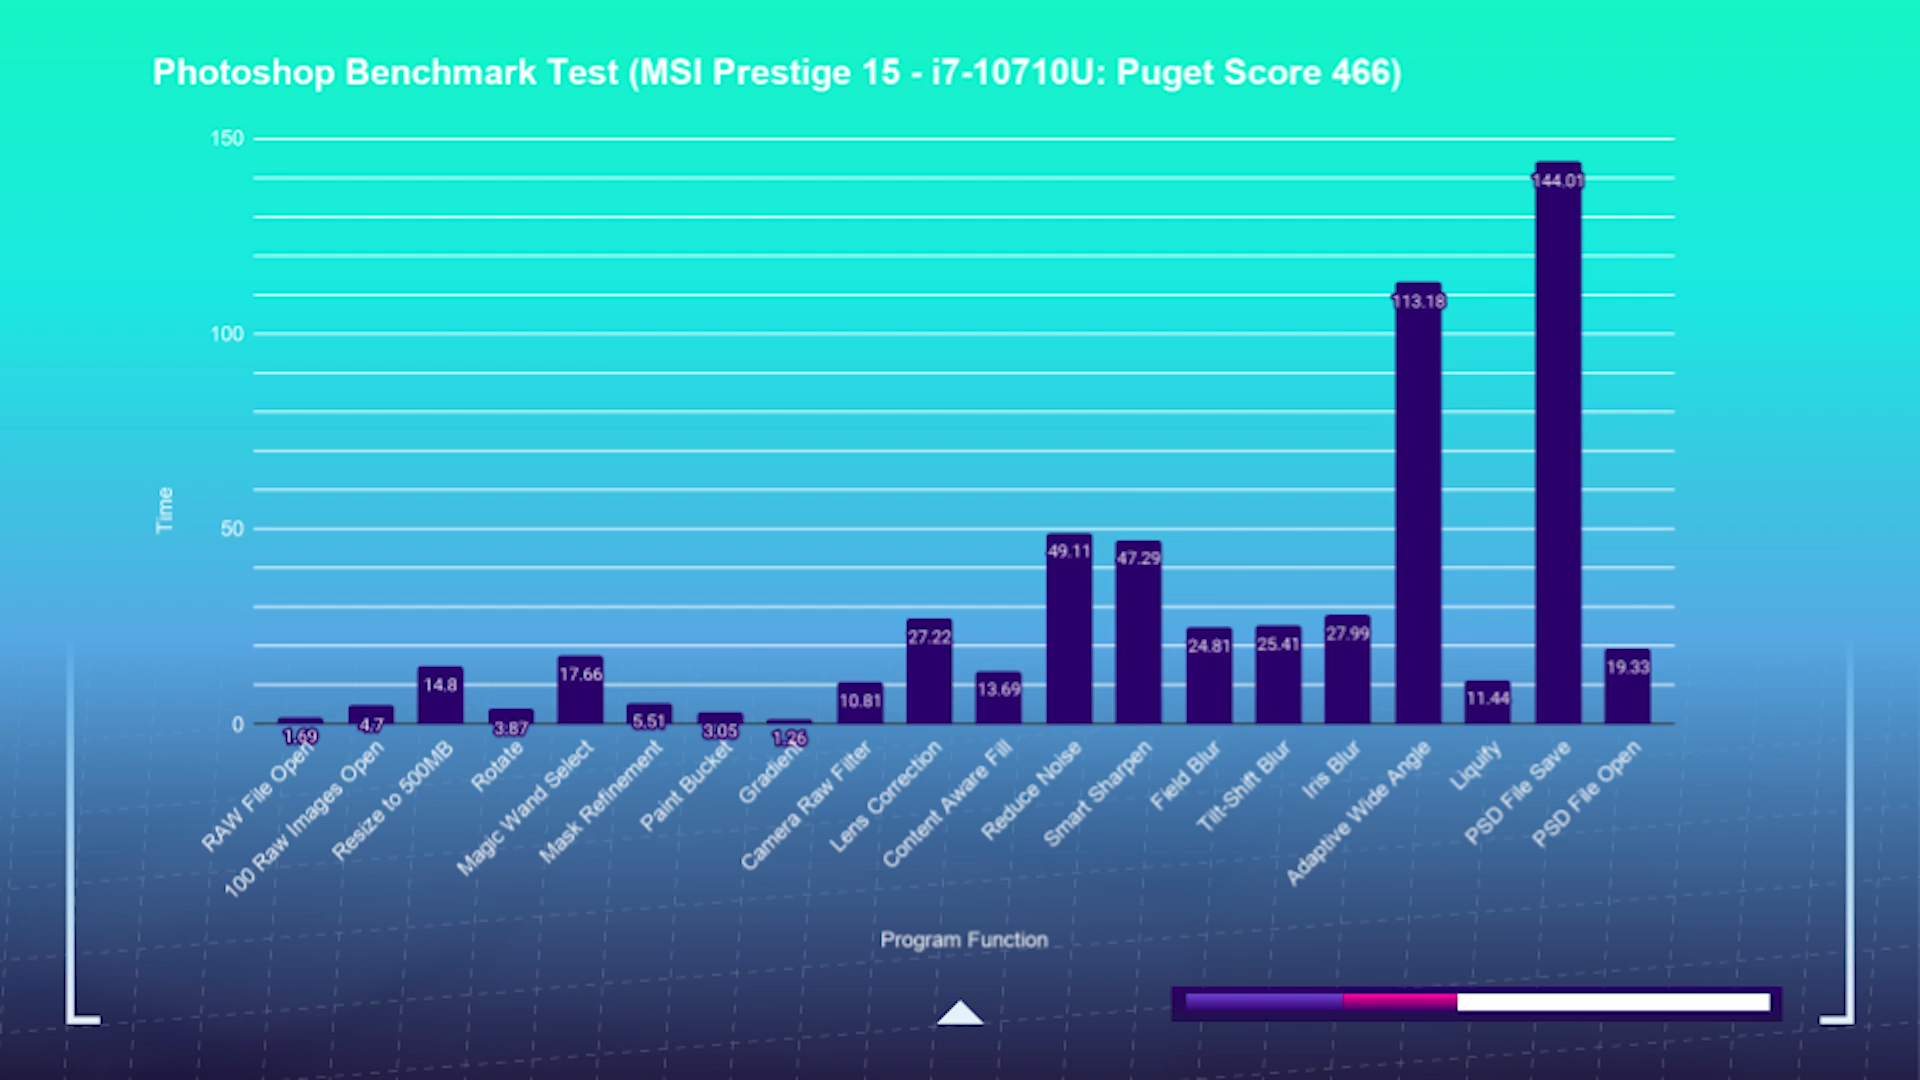 Photoshop Benchmark Test (MSI Prestige 15 - i7-10710U: Puget Score 466)
150
100
50
0
Time
1.69
4.7
14.8
3.87
17.66
5.51
3.05
1.26
10.81
27.22
13.69
49.11
47.29
24.81
25.41
27.99
113.18
11.44
144.01
19.33
RAW File Open
100 Raw Images Open
Resize to 500MB
Rotate
Magic Wand Select
Mask Refinement
Paint Bucket
Gradient
Camera Raw Filter
Lens Correction
Content Aware Fill
Reduce Noise
Smart Sharpen
Field Blur
Tilt-Shift Blur
Iris Blur
Adaptive Wide Angle
Liquify
PSD File Save
PSD File Open
Program Function